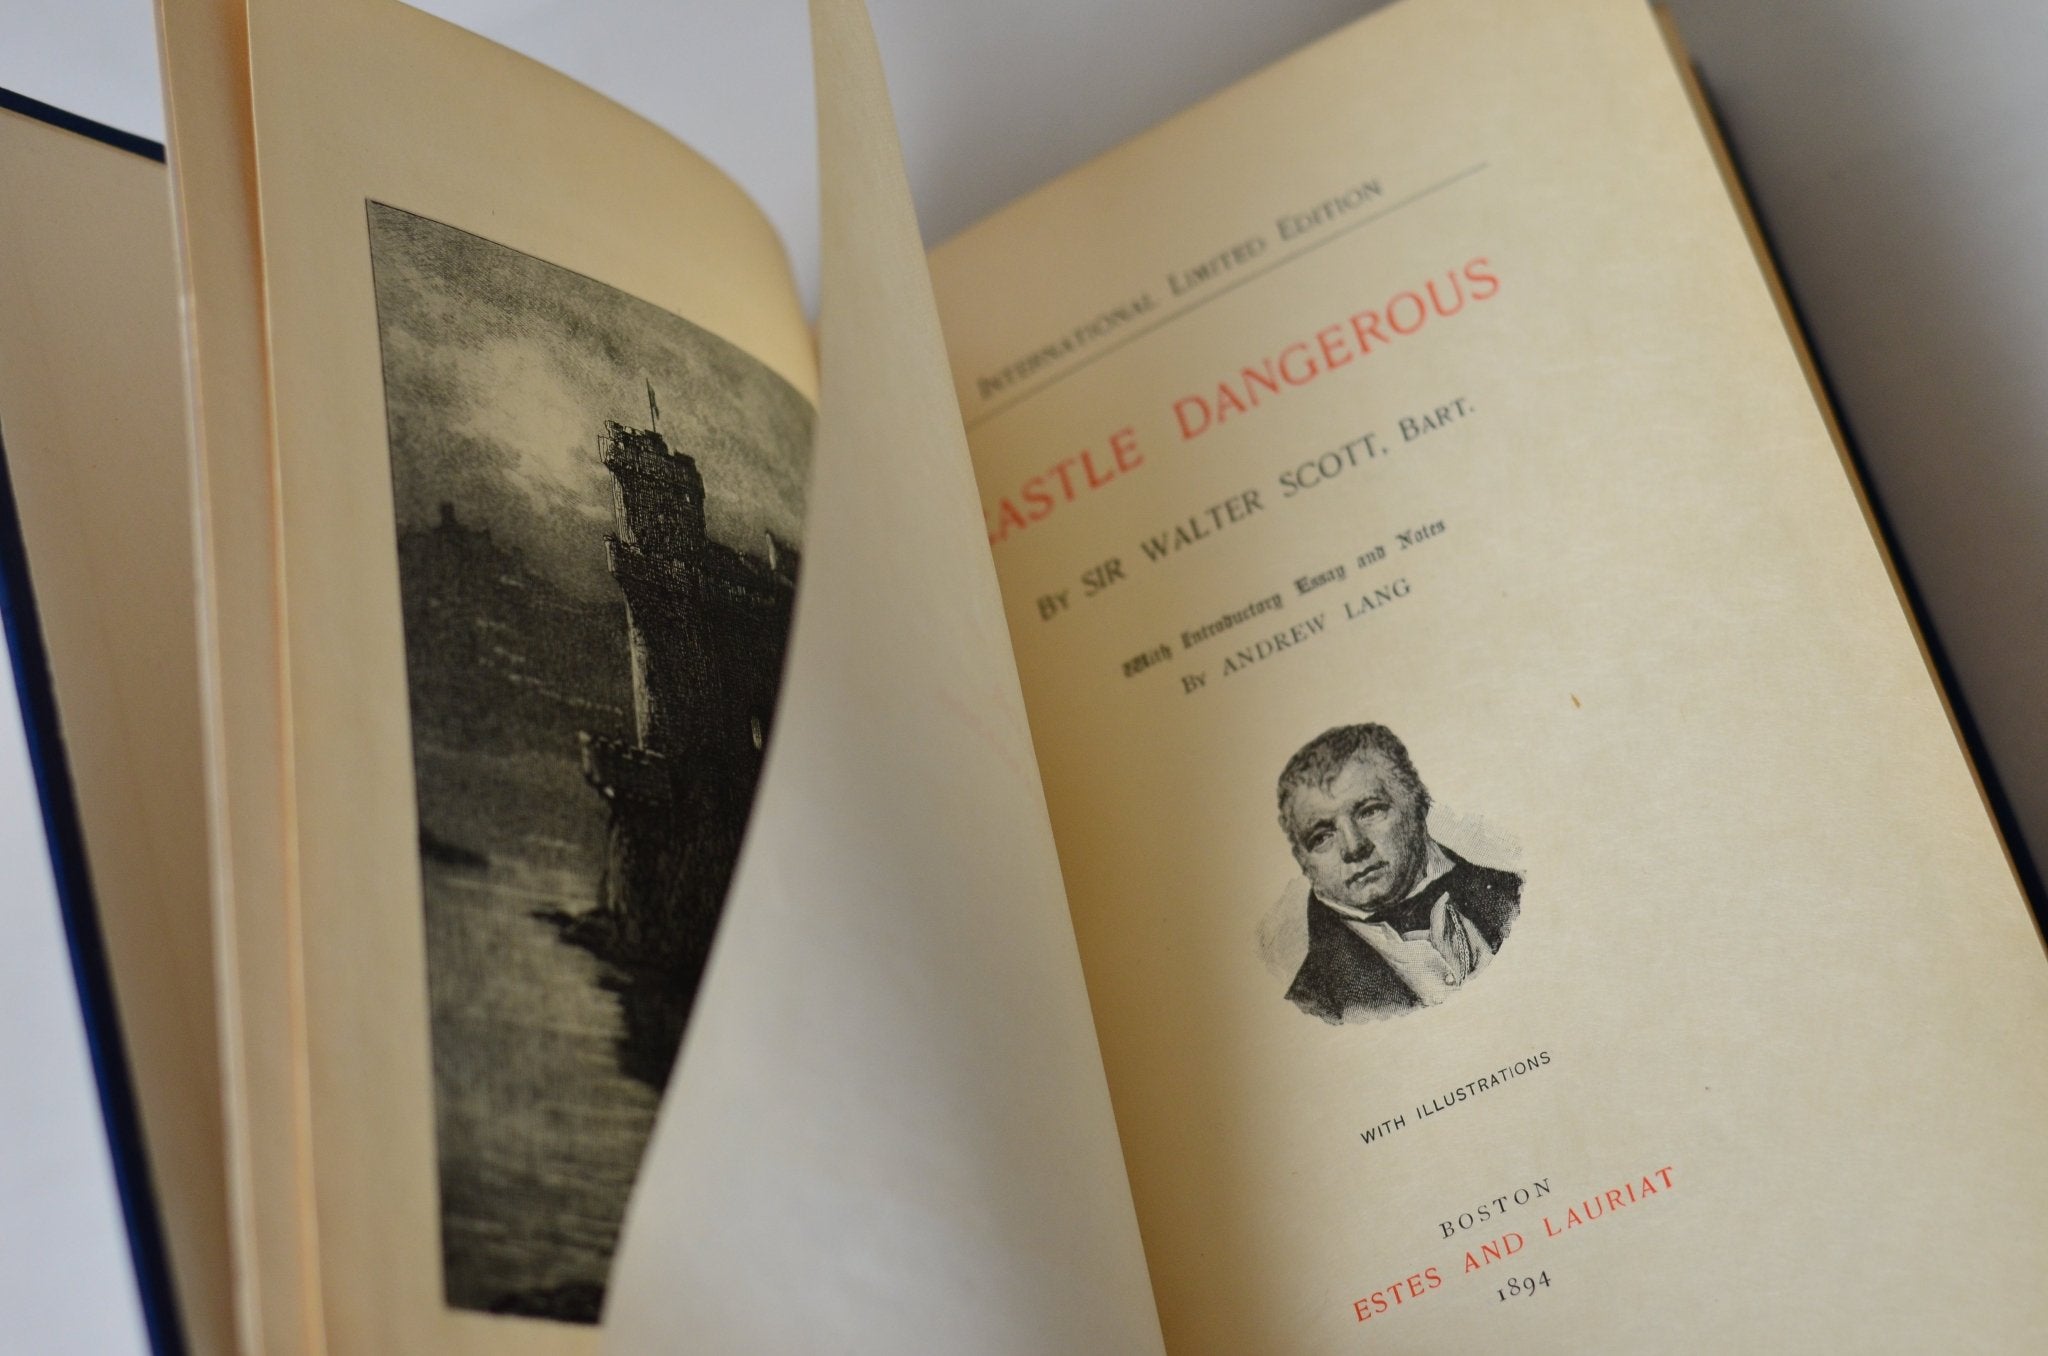 INTERNATIONAL LIMITED EDITION
CASTLE DANGEROUS
BY SIR WALTER SCOTT, BART.
With Introductory Essay and Notes
BY ANDREW LANG
WITH ILLUSTRATIONS
BOSTON
ESTES AND LAURIAT
1894